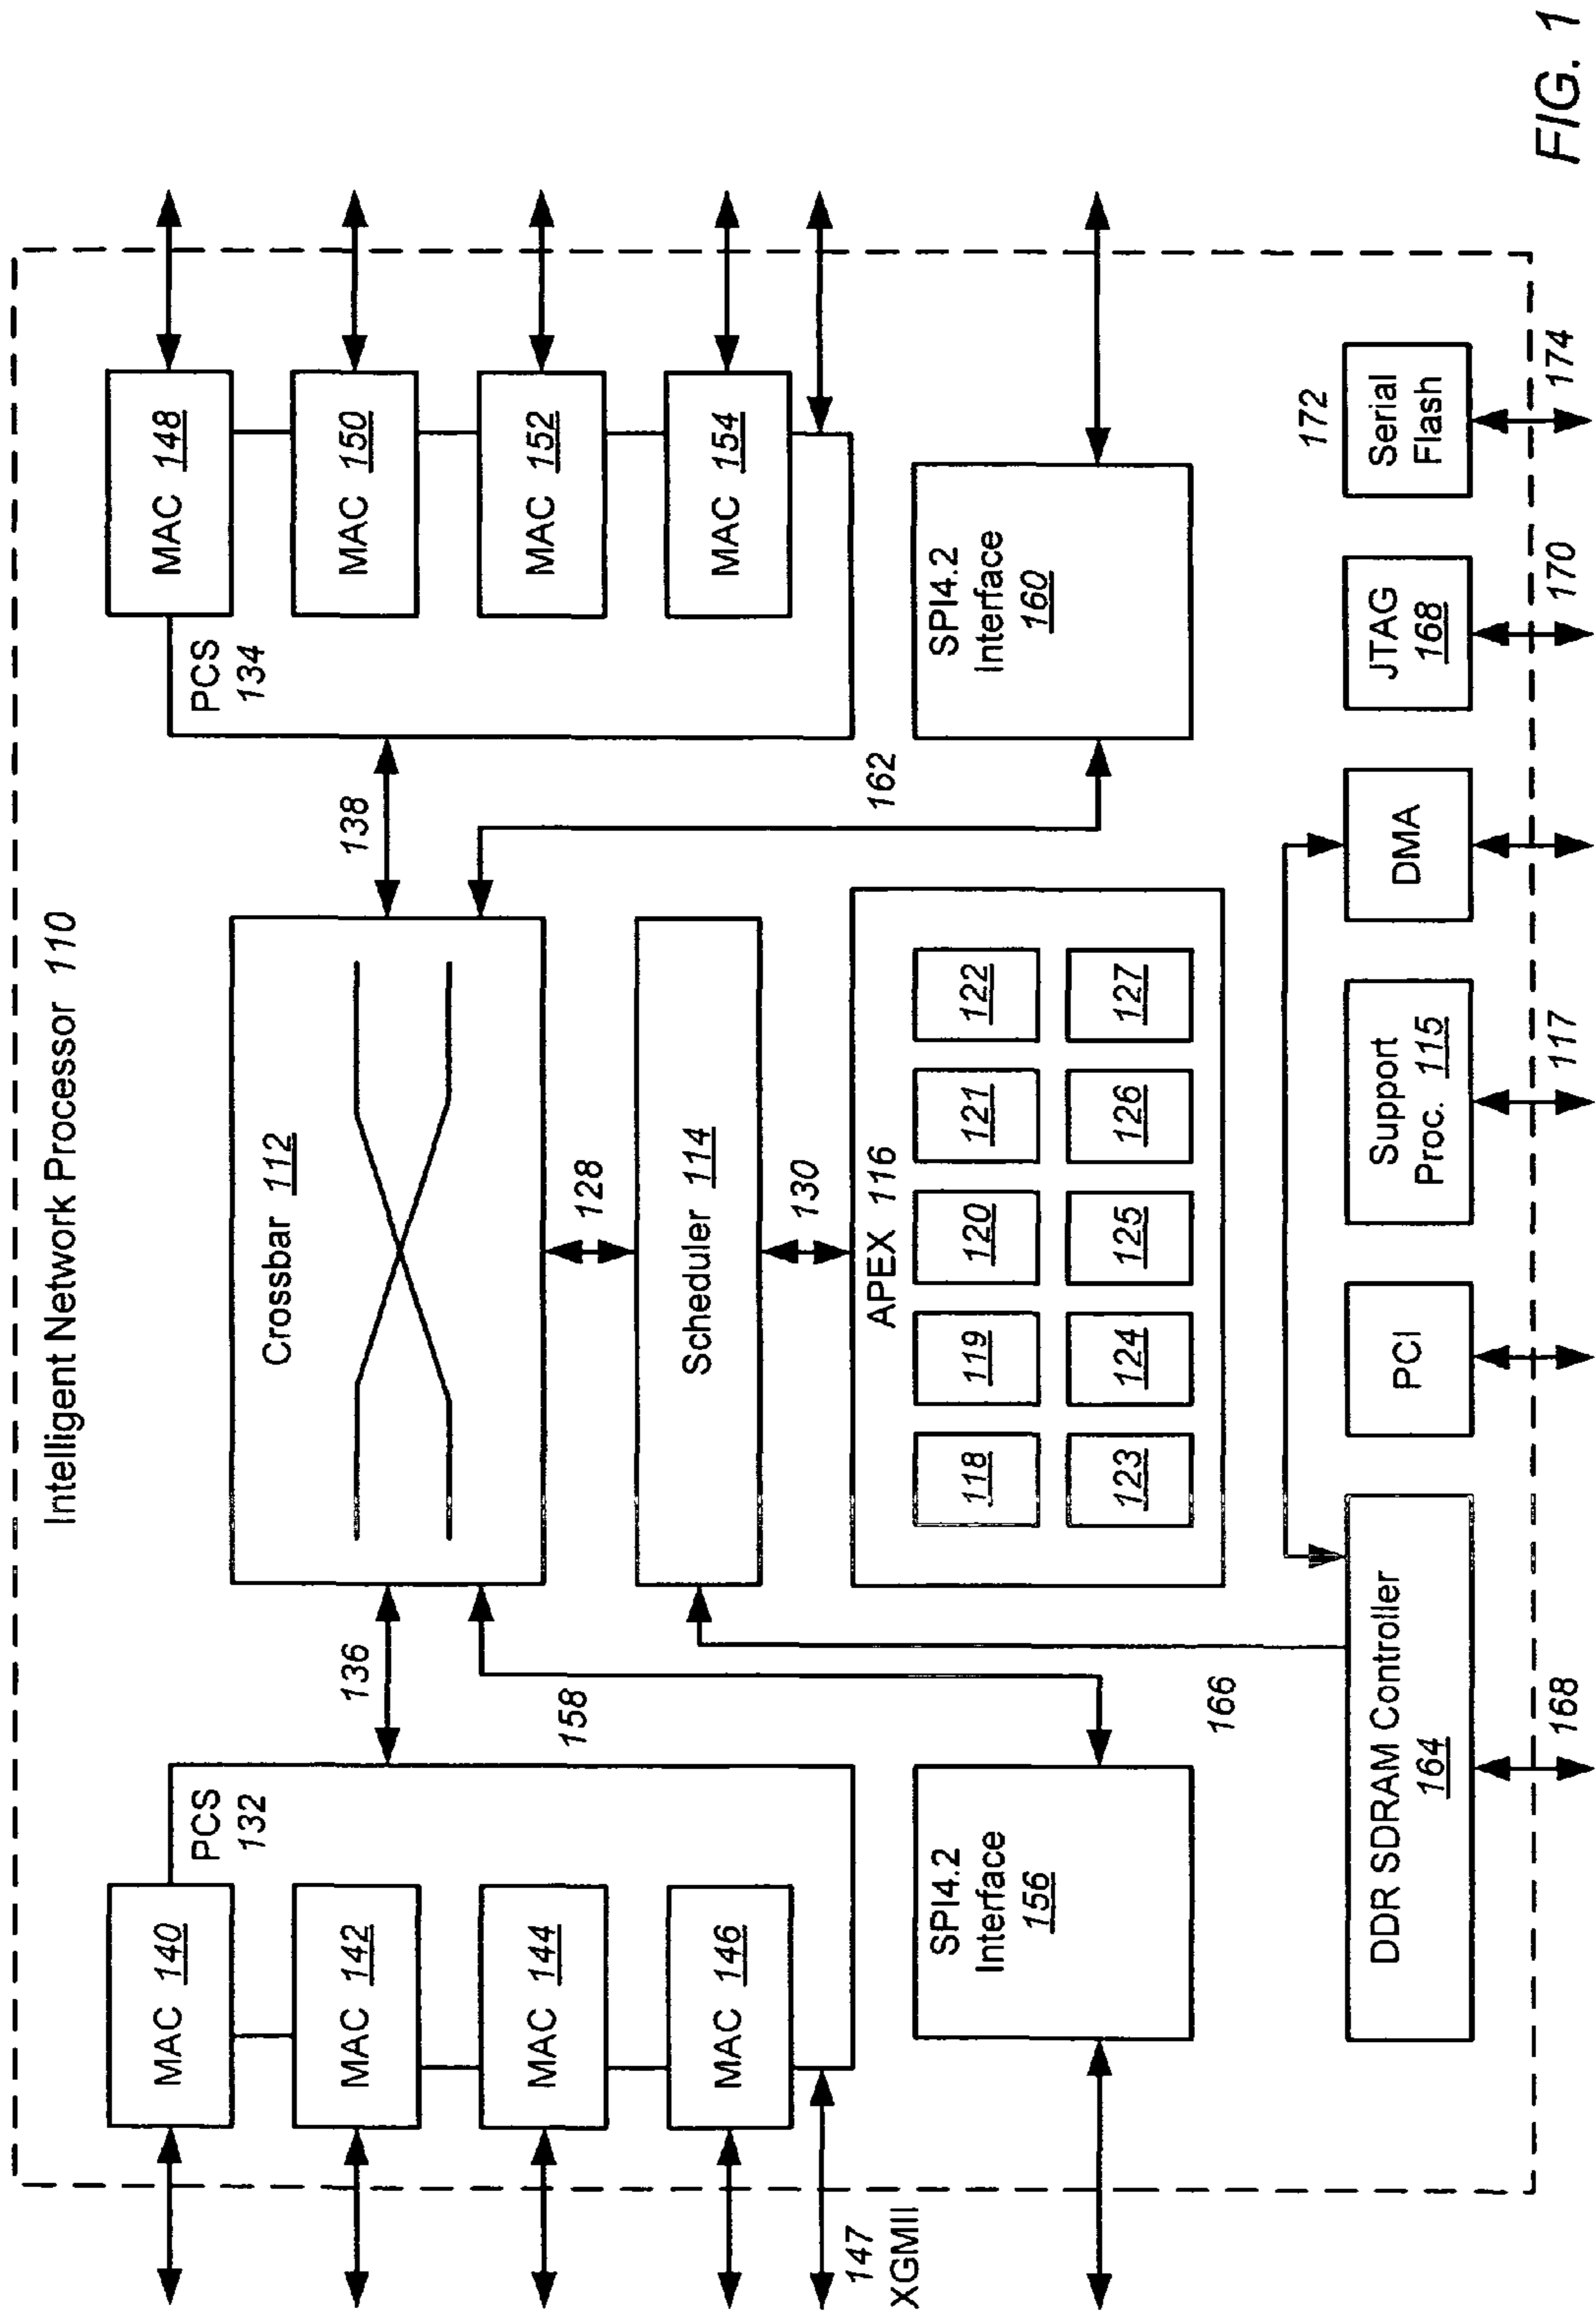 Intelligent Network Processor 110
MAC 140
MAC 142
MAC 144
MAC 146
PCS
132
147
XGMII
136
158
Crossbar 112
128
Scheduler 114
130
APEX 116
118
119
120
121
122
123
124
125
126
127
138
162
PCS
134
MAC 148
MAC 150
MAC 152
MAC 154
SPI4.2
Interface
156
SPI4.2
Interface
160
166
DDR SDRAM Controller
164
168
PCI
Support
Proc. 115
117
DMA
JTAG
168
170
172
Serial
Flash
174
FIG. 1